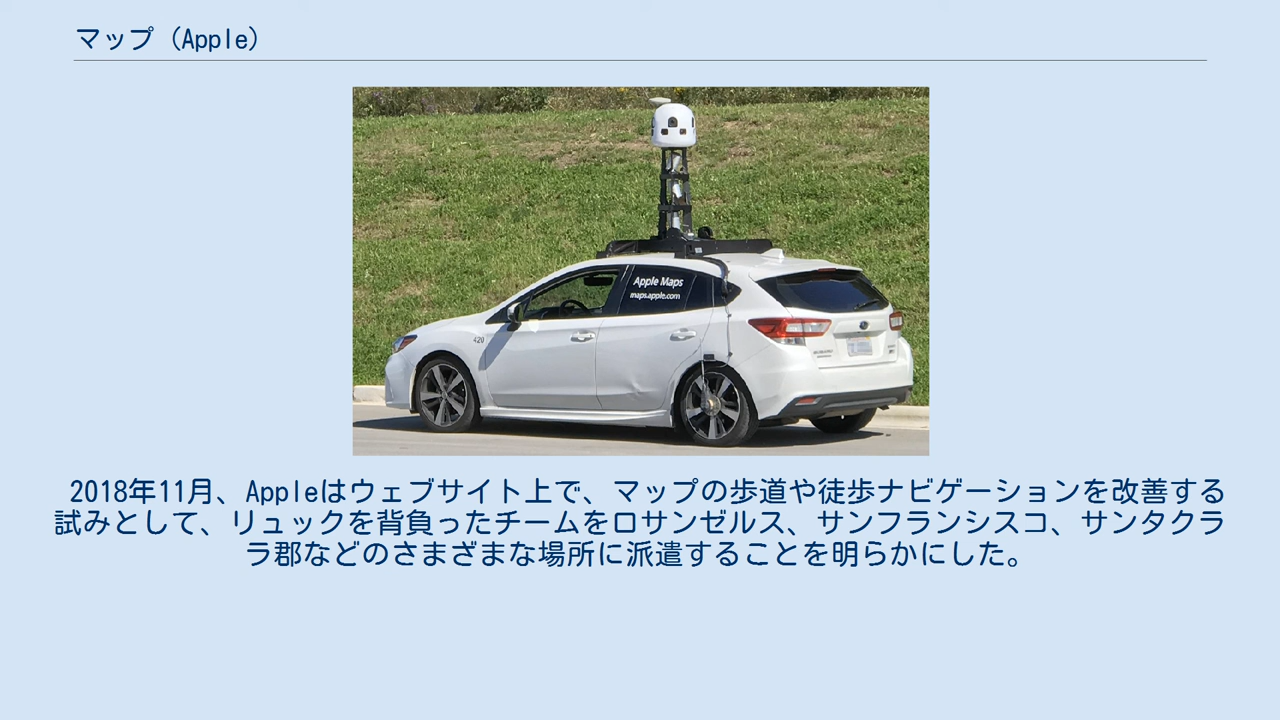 マップ（Apple）
Apple Maps
maps.apple.com
420
SUBARU
2018年11月、Appleはウェブサイト上で、マップの歩道や徒歩ナビゲーションを改善する
試みとして、リュックを背負ったチームをロサンゼルス、サンフランシスコ、サンタクラ
ラ郡などのさまざまな場所に派遣することを明らかにした。